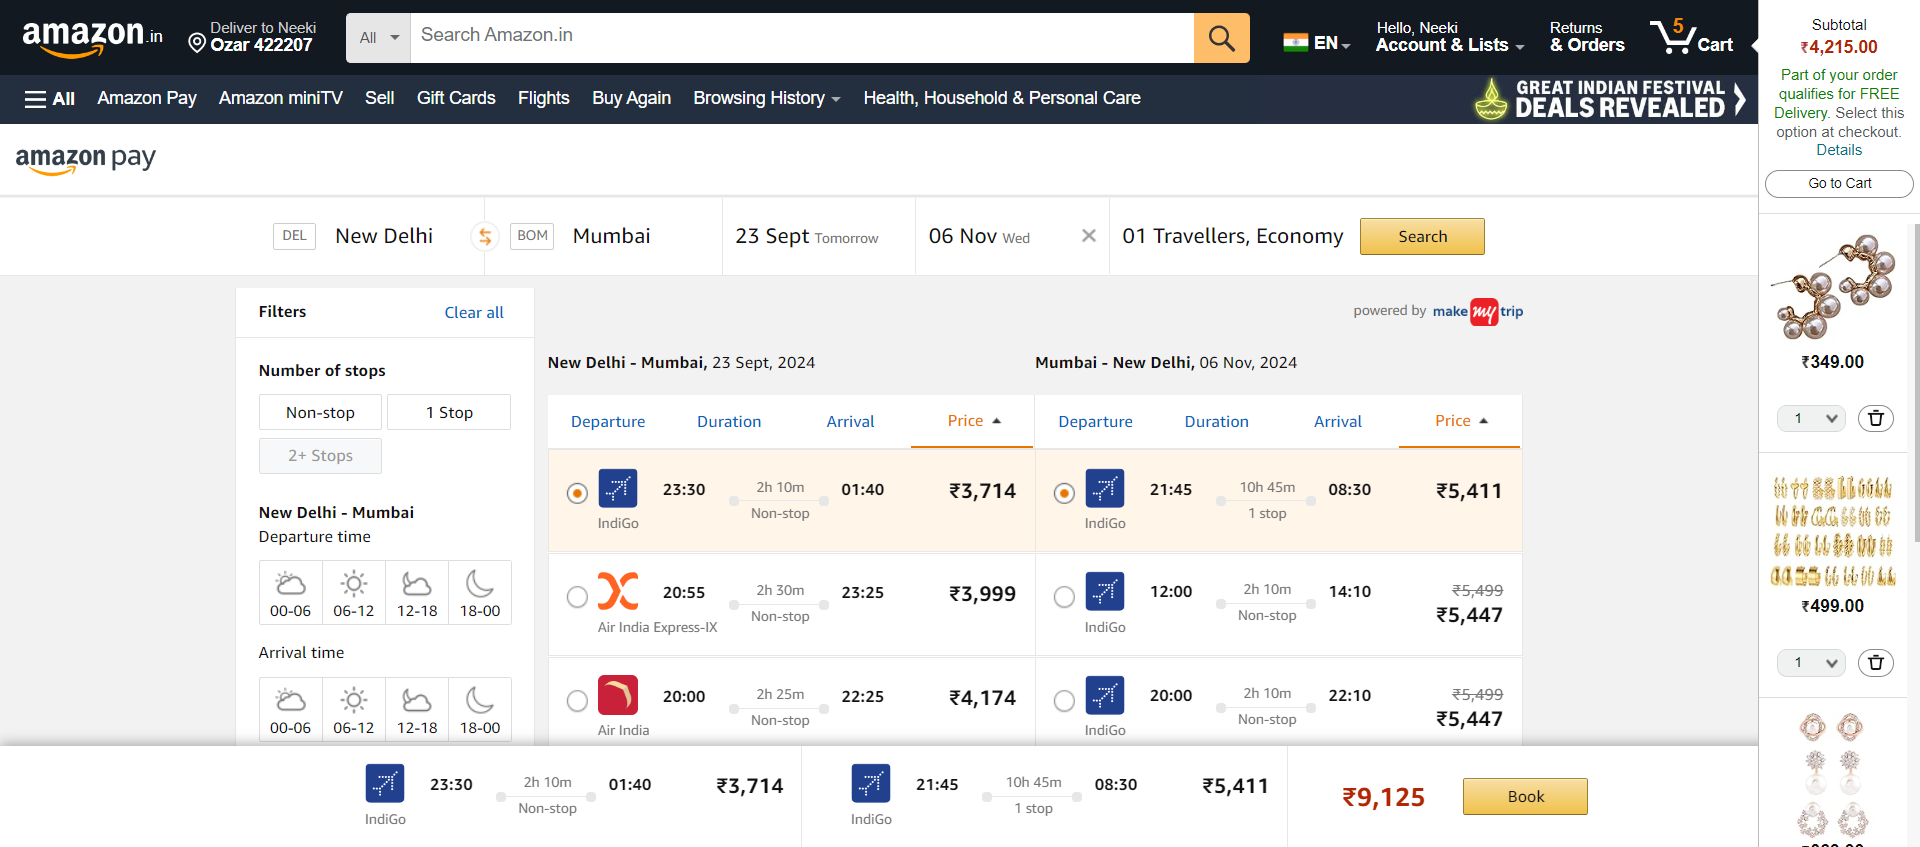 amazon.in
Deliver to Neeki
Ozar 422207
All
Search Amazon.in
EN
Hello, Neeki
Account & Lists
Returns
& Orders
5
Cart
All
Amazon Pay
Amazon miniTV
Sell
Gift Cards
Flights
Buy Again
Browsing History
Health, Household & Personal Care
GREAT INDIAN FESTIVAL
DEALS REVEALED
Subtotal
₹4,215.00
Part of your order
qualifies for FREE
Delivery. Select this
option at checkout.
Details
Go to Cart
amazon pay
DEL New Delhi
BOM Mumbai
23 Sept Tomorrow
06 Nov Wed
01 Travellers, Economy
Search
Filters
Clear all
Number of stops
Non-stop
1 Stop
2+ Stops
New Delhi - Mumbai
Departure time
00-06
06-12
12-18
18-00
Arrival time
00-06
06-12
12-18
18-00
powered by make my trip
New Delhi - Mumbai, 23 Sept, 2024
Departure Duration Arrival Price
23:30 2h 10m 01:40 ₹3,714
Non-stop
IndiGo
20:55 2h 30m 23:25 ₹3,999
Non-stop
Air India Express-IX
20:00 2h 25m 22:25 ₹4,174
Non-stop
Air India
Mumbai - New Delhi, 06 Nov, 2024
Departure Duration Arrival Price
21:45 10h 45m 08:30 ₹5,411
1 stop
IndiGo
12:00 2h 10m 14:10 ₹5,499
Non-stop ₹5,447
IndiGo
20:00 2h 10m 22:10 ₹5,499
Non-stop ₹5,447
IndiGo
23:30 2h 10m 01:40 ₹3,714
Non-stop
IndiGo
21:45 10h 45m 08:30 ₹5,411
1 stop
IndiGo
₹9,125
Book
₹349.00
1
₹499.00
1